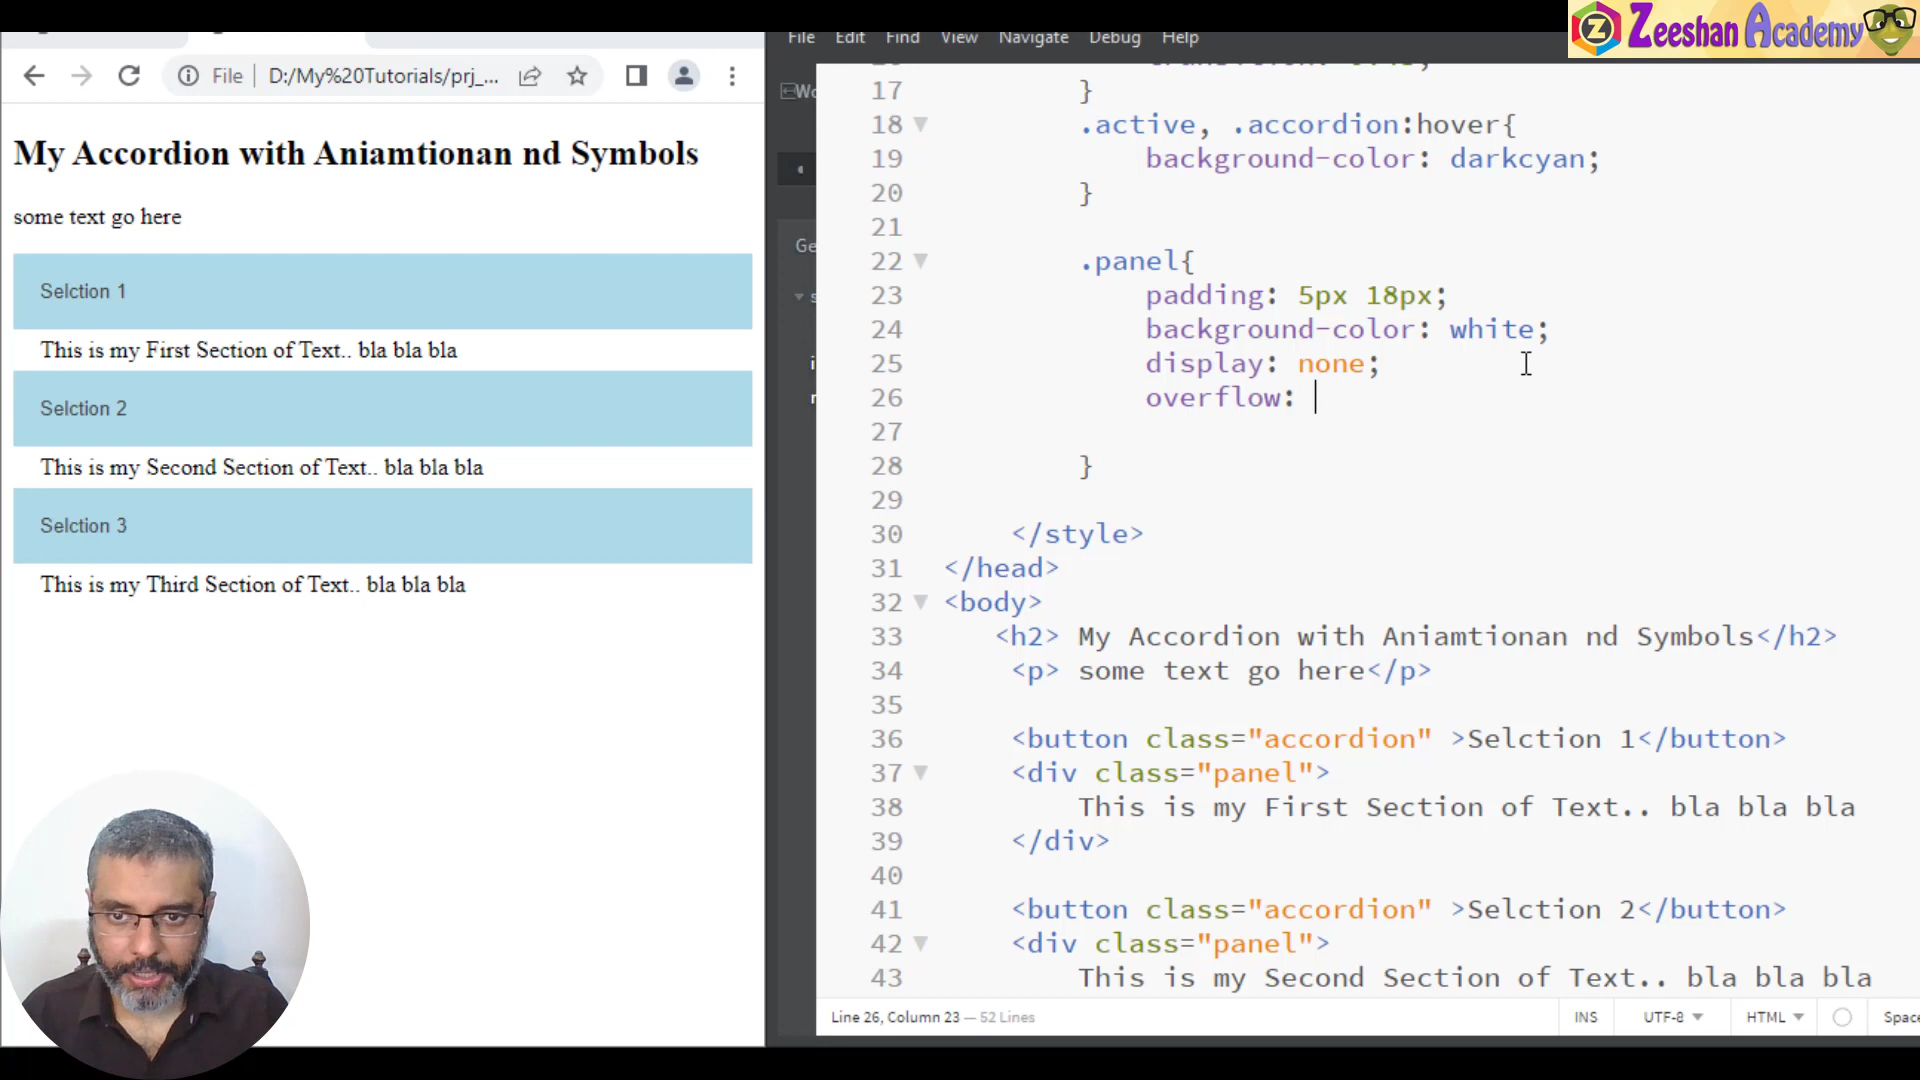 Zeeshan Academy
File Edit Find View Navigate Debug Help
File D:/My%20Tutorials/prj_...
My Accordion with Aniamtionan nd Symbols
some text go here
Selction 1
This is my First Section of Text.. bla bla bla
Selction 2
This is my Second Section of Text.. bla bla bla
Selction 3
This is my Third Section of Text.. bla bla bla
Wo
Ge
17 }
18 .active, .accordion:hover{
19 background-color: darkcyan;
20 }
21
22 .panel{
23 padding: 5px 18px;
24 background-color: white;
25 display: none;
26 overflow:
27
28 }
29
30 </style>
31 </head>
32 <body>
33 <h2> My Accordion with Aniamtionan nd Symbols</h2>
34 <p> some text go here</p>
35
36 <button class="accordion" >Selction 1</button>
37 <div class="panel">
38 This is my First Section of Text.. bla bla bla
39 </div>
40
41 <button class="accordion" >Selction 2</button>
42 <div class="panel">
43 This is my Second Section of Text.. bla bla bla
Line 26, Column 23 — 52 Lines
INS UTF-8 HTML Space